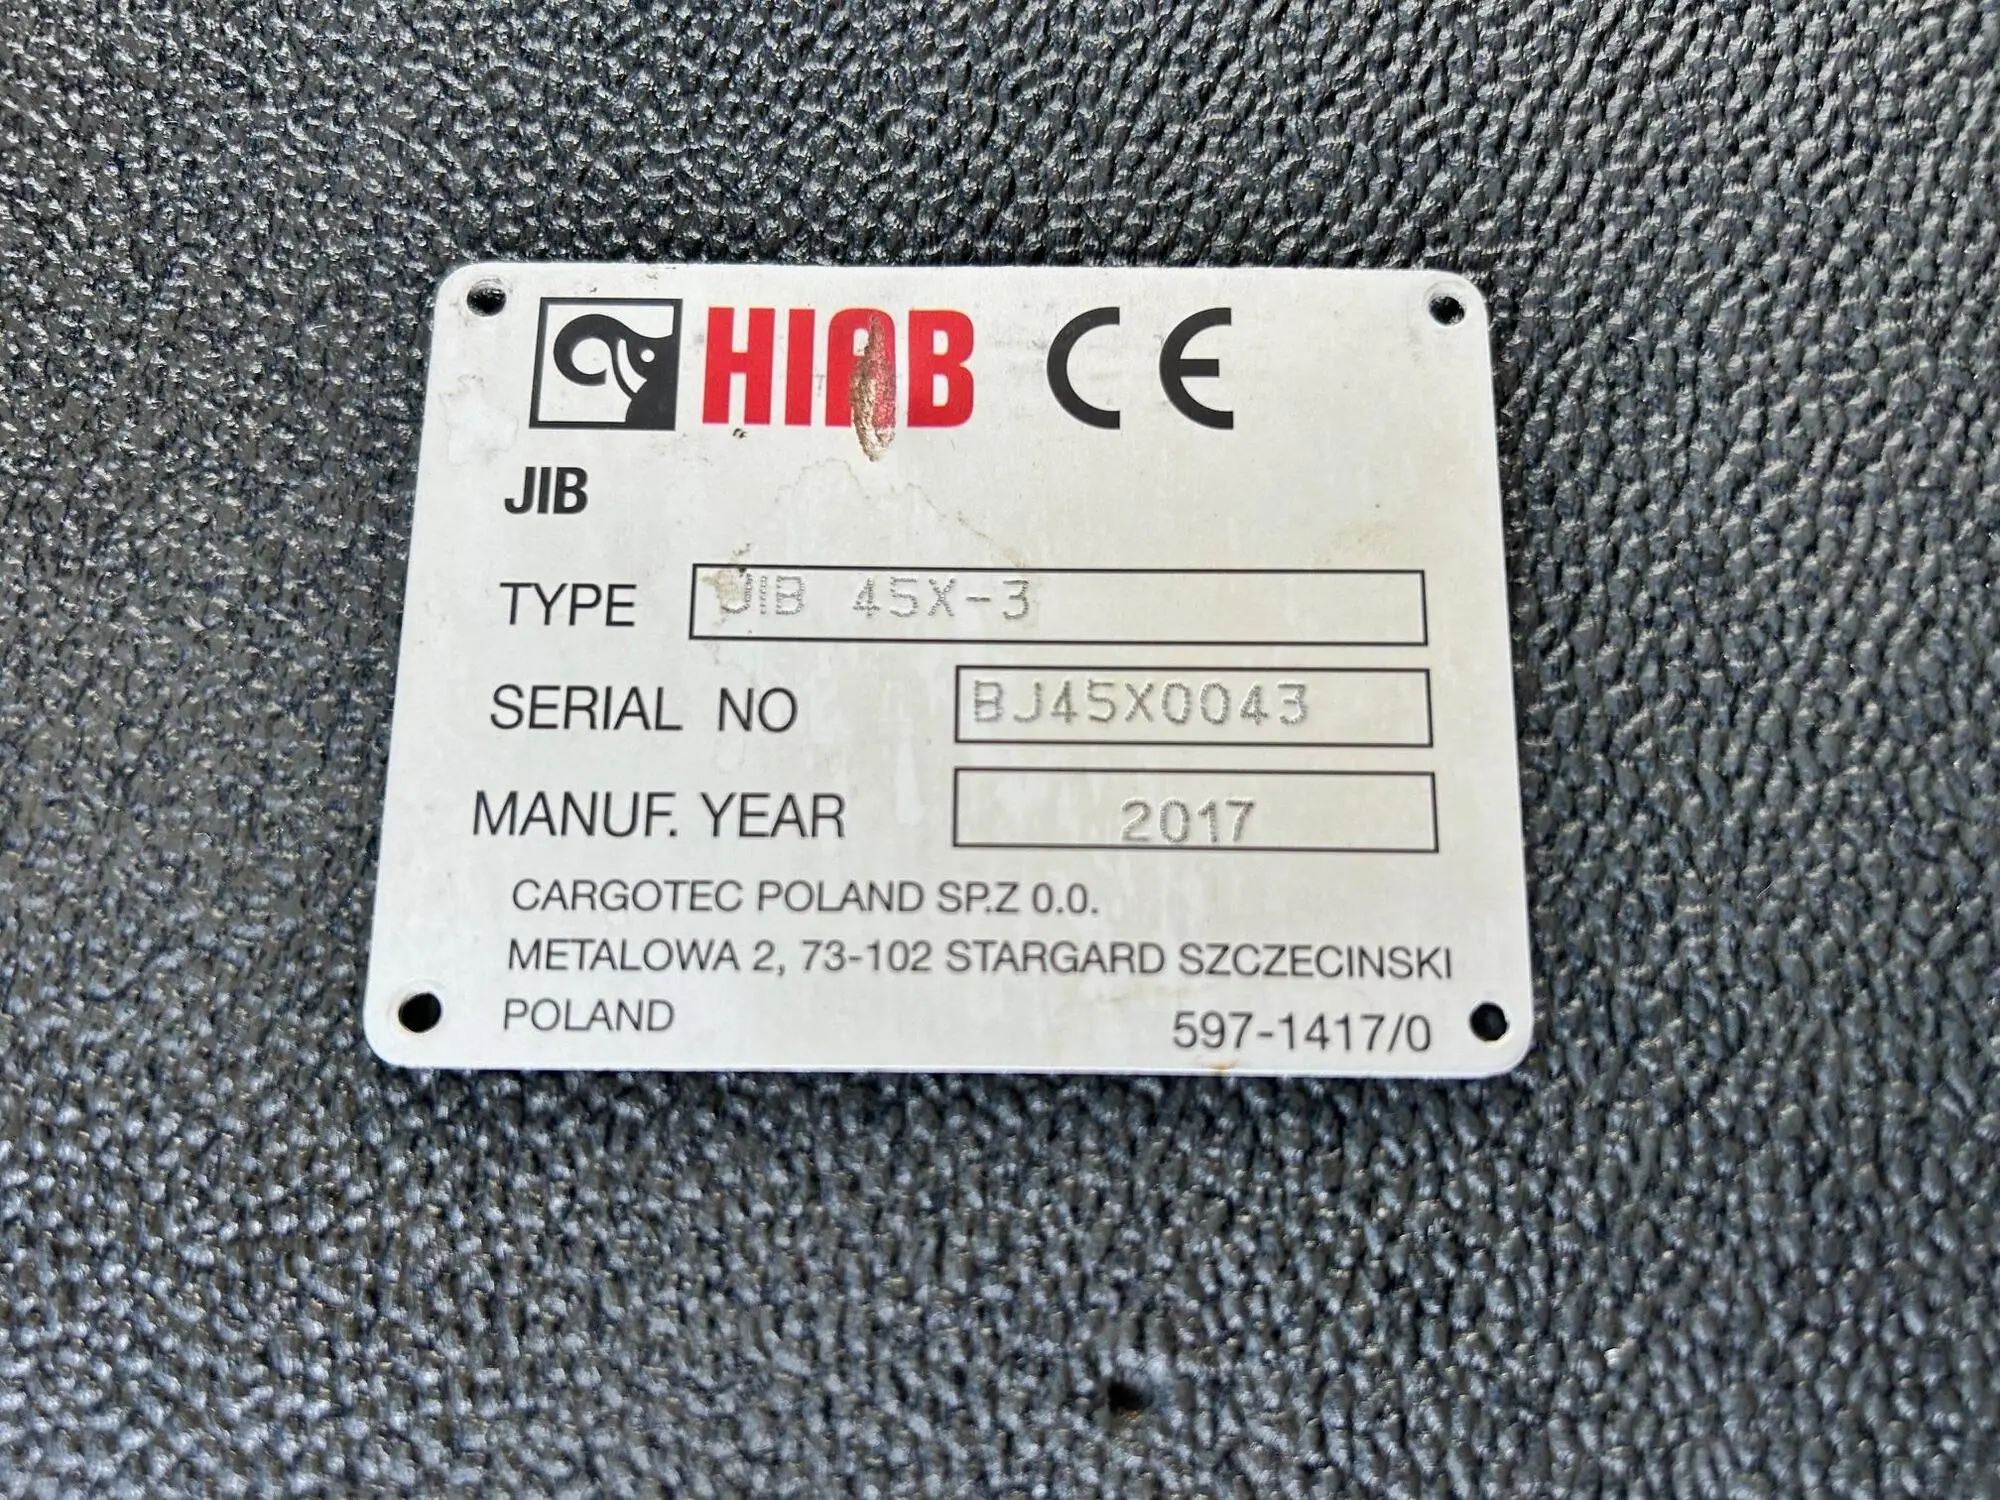 HIAB CE
JIB
TYPE JIB 45X-3
SERIAL NO BJ45X0043
MANUF. YEAR 2017
CARGOTEC POLAND SP.Z 0.0.
METALOWA 2, 73-102 STARGARD SZCZECINSKI
POLAND
597-1417/0